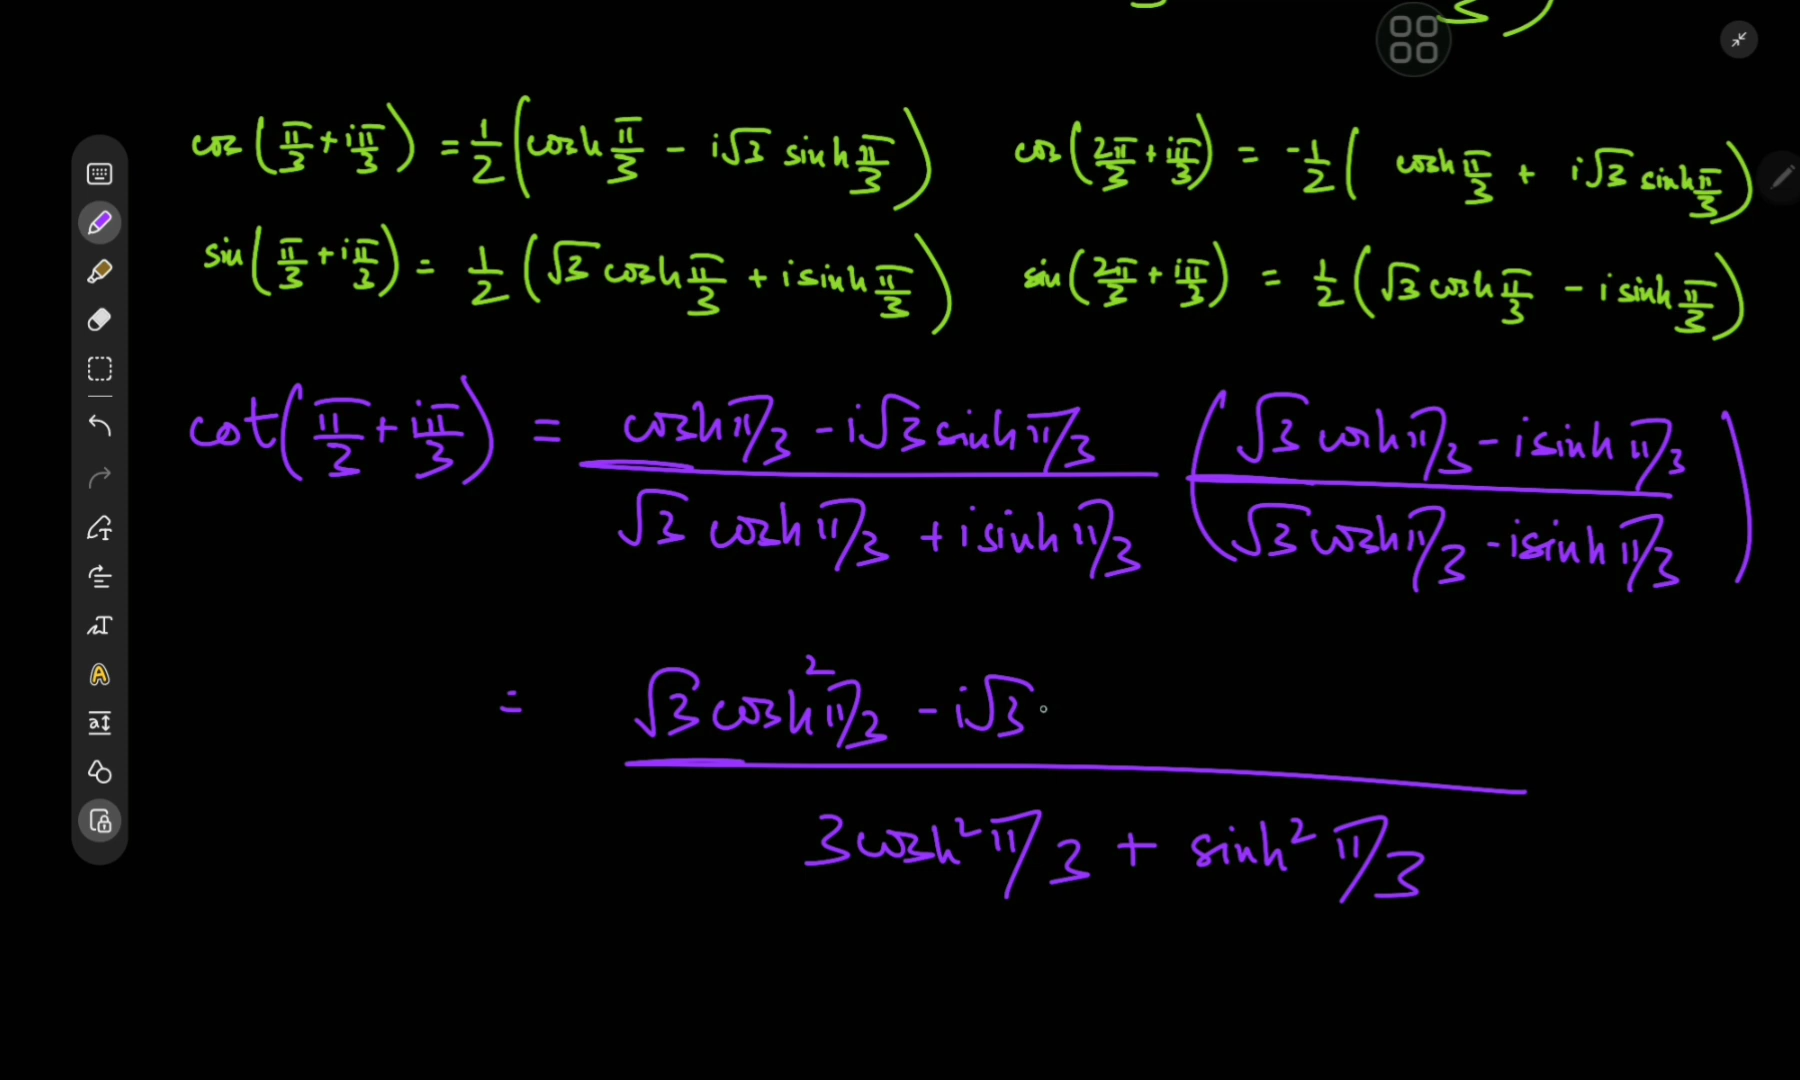 cos(π/3 + iπ/3) = 1/2 (cosh π/3 - i√3 sinh π/3)   cos(2π/3 + iπ/3) = -1/2 (cosh π/3 + i√3 sinh π/3)
sin(π/3 + iπ/3) = 1/2 (√3 cosh π/3 + i sinh π/3)   sin(2π/3 + iπ/3) = 1/2 (√3 cosh π/3 - i sinh π/3)
cot(π/3 + iπ/3) = (cosh π/3 - i√3 sinh π/3)/(√3 cosh π/3 + i sinh π/3) ((√3 cosh π/3 - i sinh π/3)/(√3 cosh π/3 - i sinh π/3))
= (√3 cosh² π/3 - i√3)/(3 cosh² π/3 + sinh² π/3)